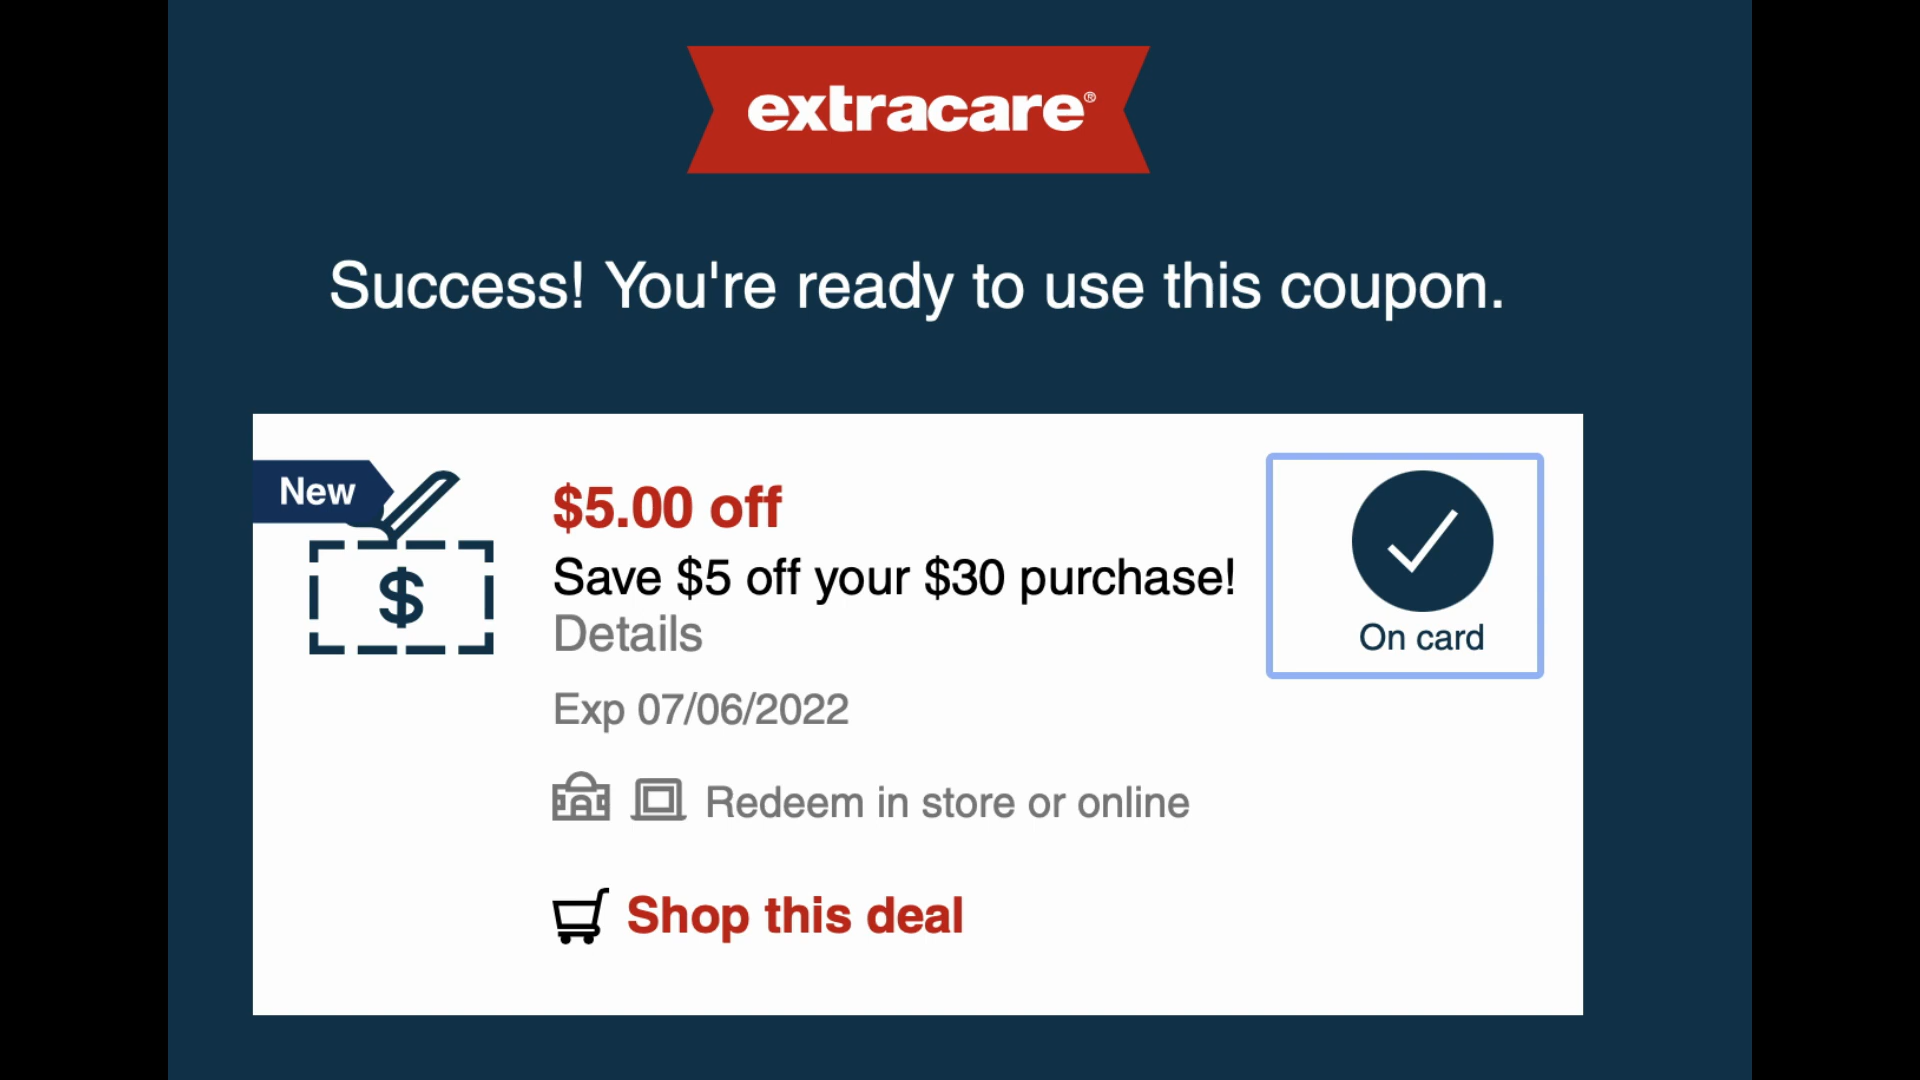 extracare®
Success! You're ready to use this coupon.
New
$
$5.00 off
Save $5 off your $30 purchase!
Details
Exp 07/06/2022
Redeem in store or online
Shop this deal
On card